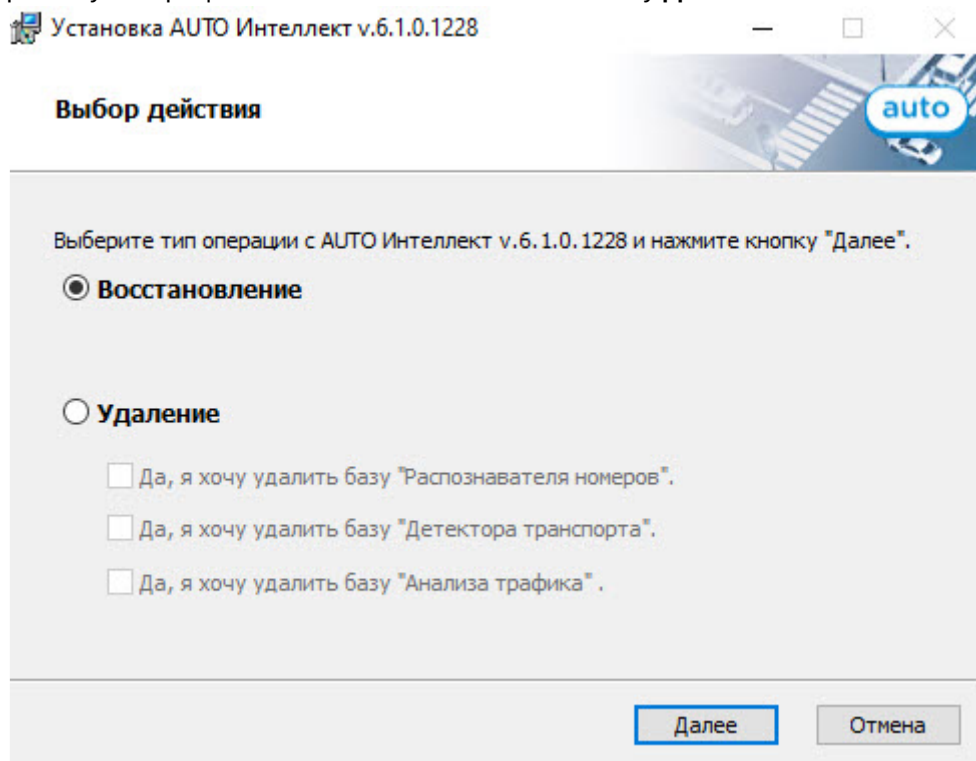 Установка AUTO Интеллект v.6.1.0.1228
Выбор действия
auto
Выберите тип операции с AUTO Интеллект v.6.1.0.1228 и нажмите кнопку "Далее".
Восстановление
Удаление
Да, я хочу удалить базу "Распознавателя номеров".
Да, я хочу удалить базу "Детектора транспорта".
Да, я хочу удалить базу "Анализа трафика" .
Далее
Отмена